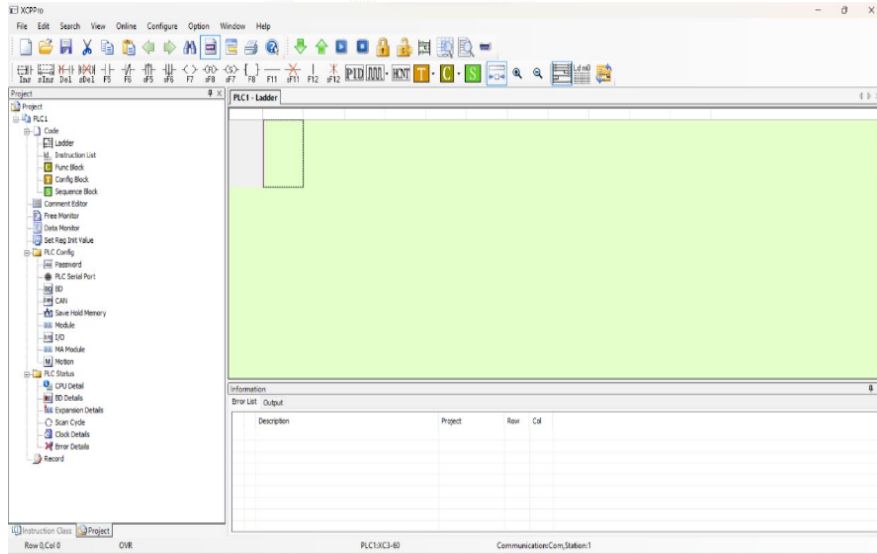 XCPPro
File Edit Search View Online Configure Option Window Help
Ins sIns Del sDel F5 F6 sF5 sF6 F7 sF8 sF7 F8 F11 sF11 F12 sF12 PID HCNT T C S Ld m0
Project
PLC1 - Ladder
Project
PLC1
Code
Ladder
Instruction List
Func Block
Config Block
Sequence Block
Comment Editor
Free Monitor
Data Monitor
Set Reg Init Value
PLC Config
Password
PLC Serial Port
BD
CAN
Save Hold Memory
Module
I/O
MA Module
Motion
PLC Status
CPU Detail
BD Details
Expansion Details
Scan Cycle
Clock Details
Error Details
Record
Information
Error List Output
Description Project Row Col
Instruction Class Project
Row 0,Col 0 OVR PLC1:XC3-60 Communication:Com,Station:1